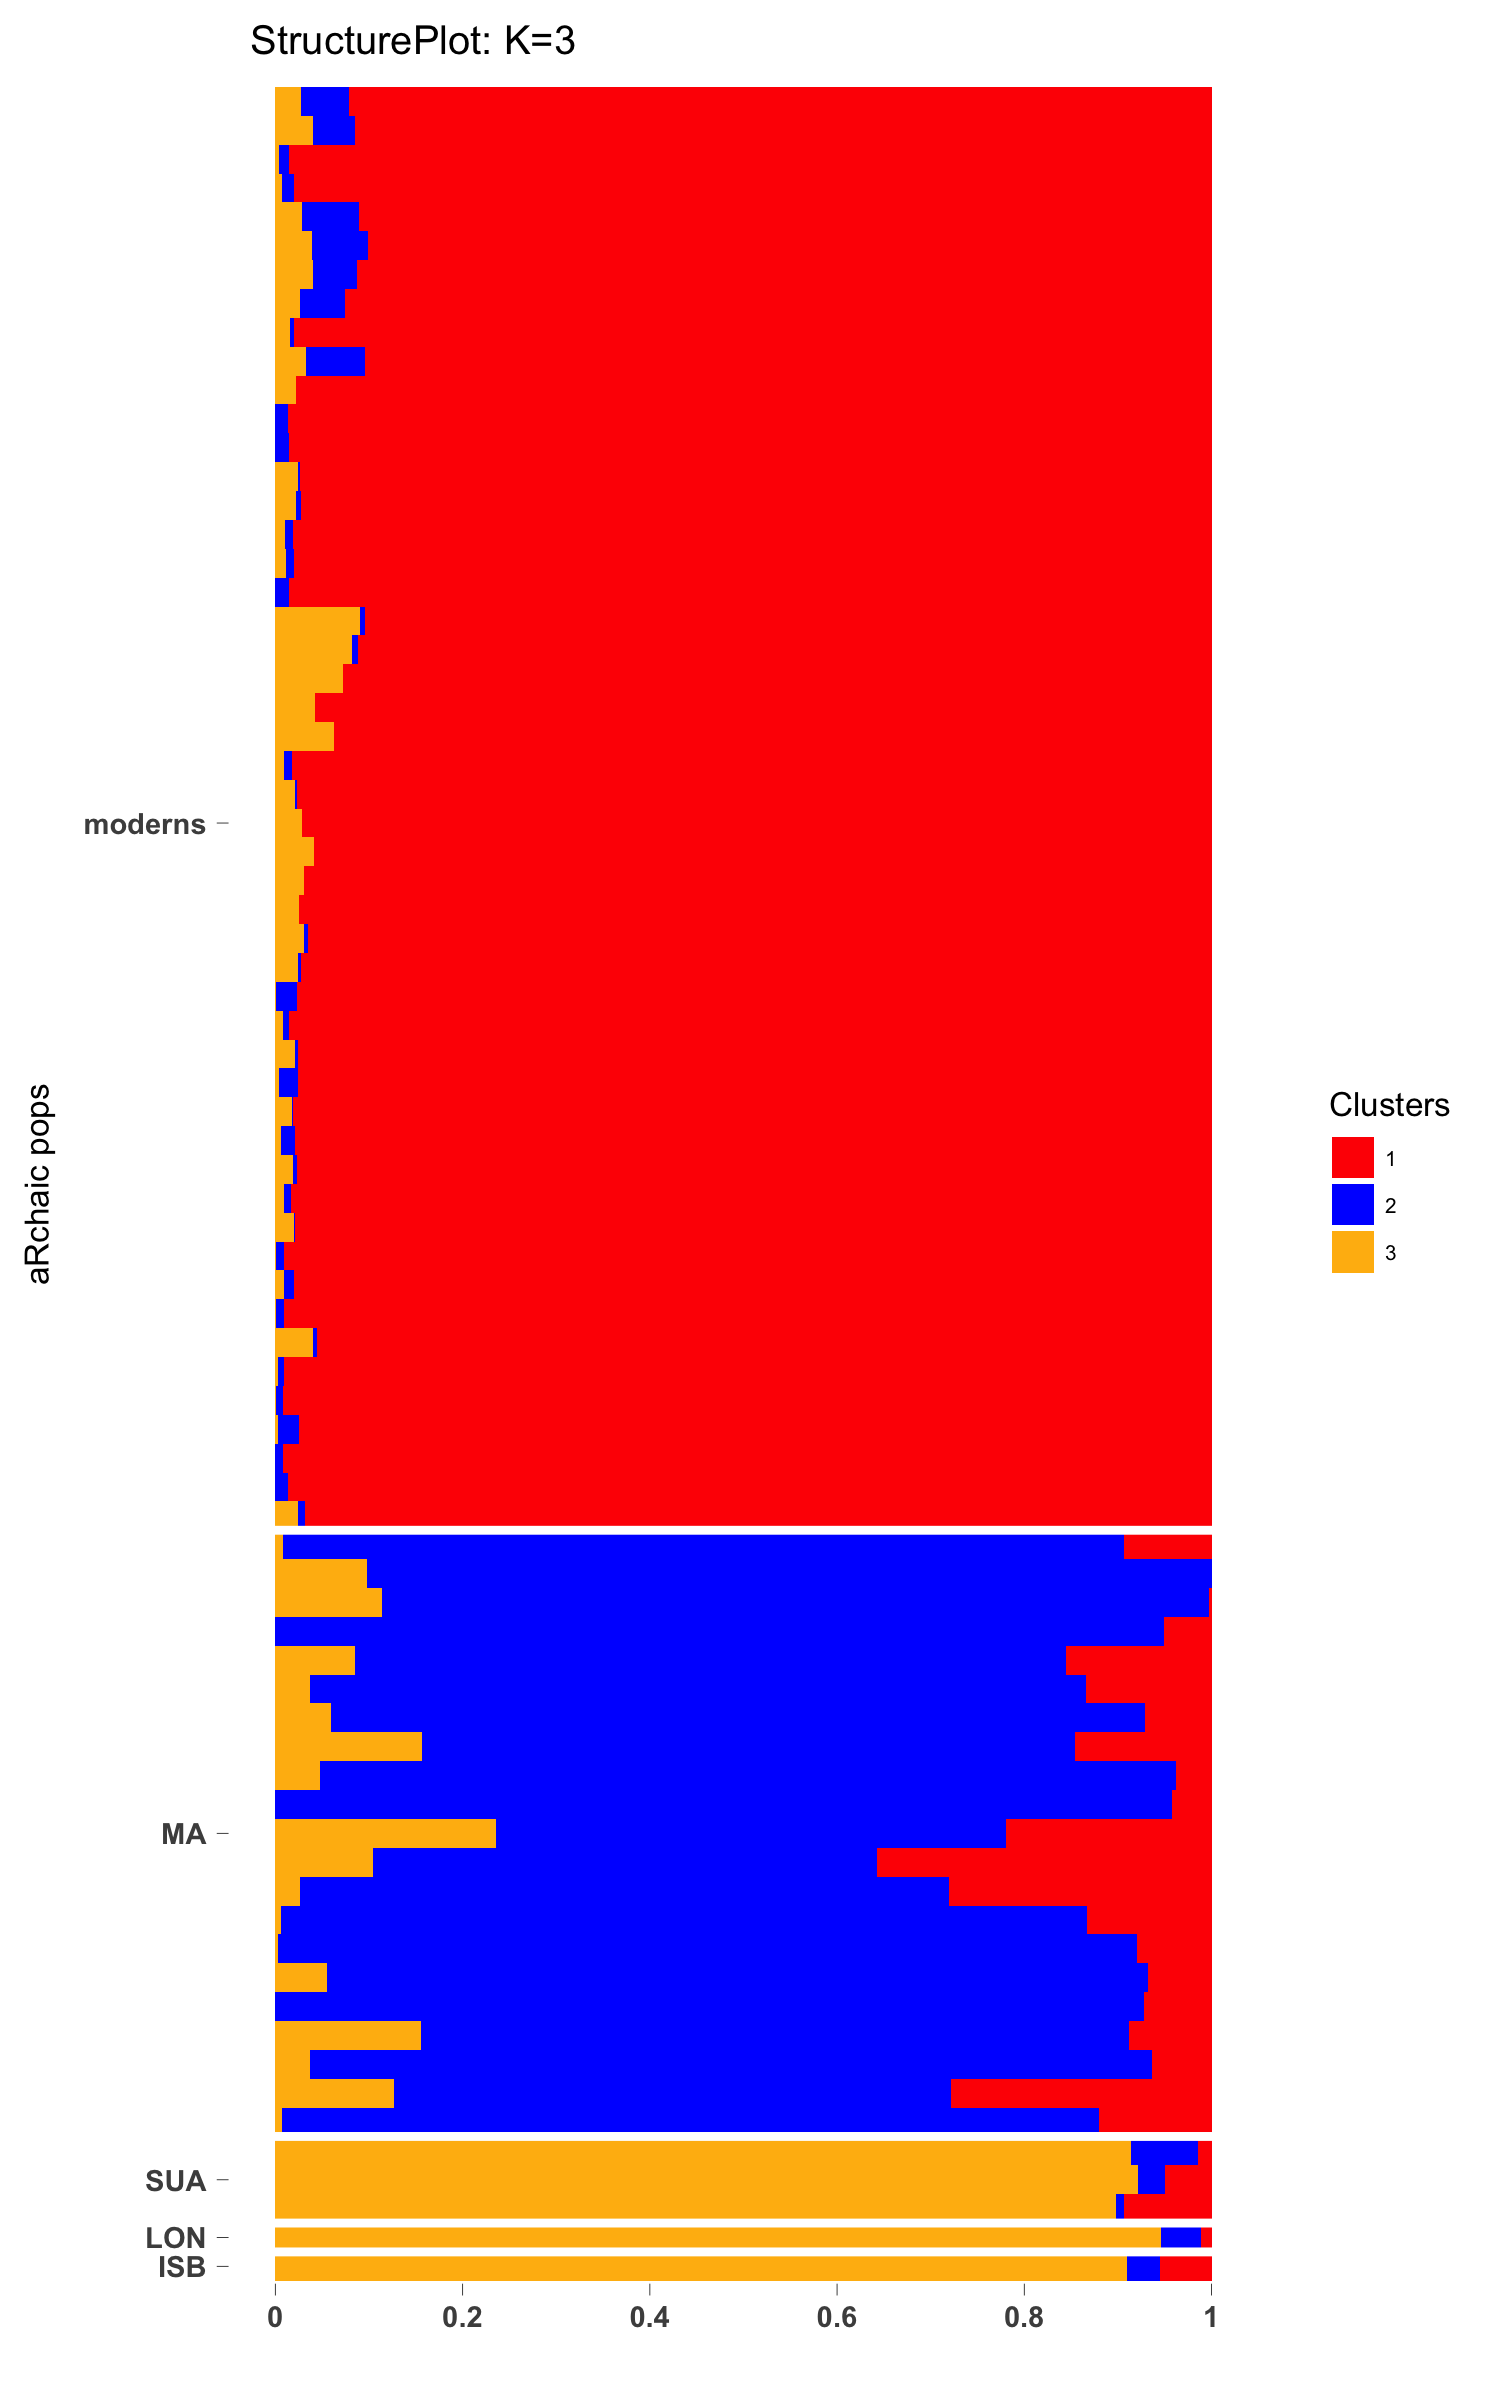 StructurePlot: K=3
moderns
aRchaic pops
MA
SUA
LON
ISB
0 0.2 0.4 0.6 0.8 1
Clusters
1
2
3